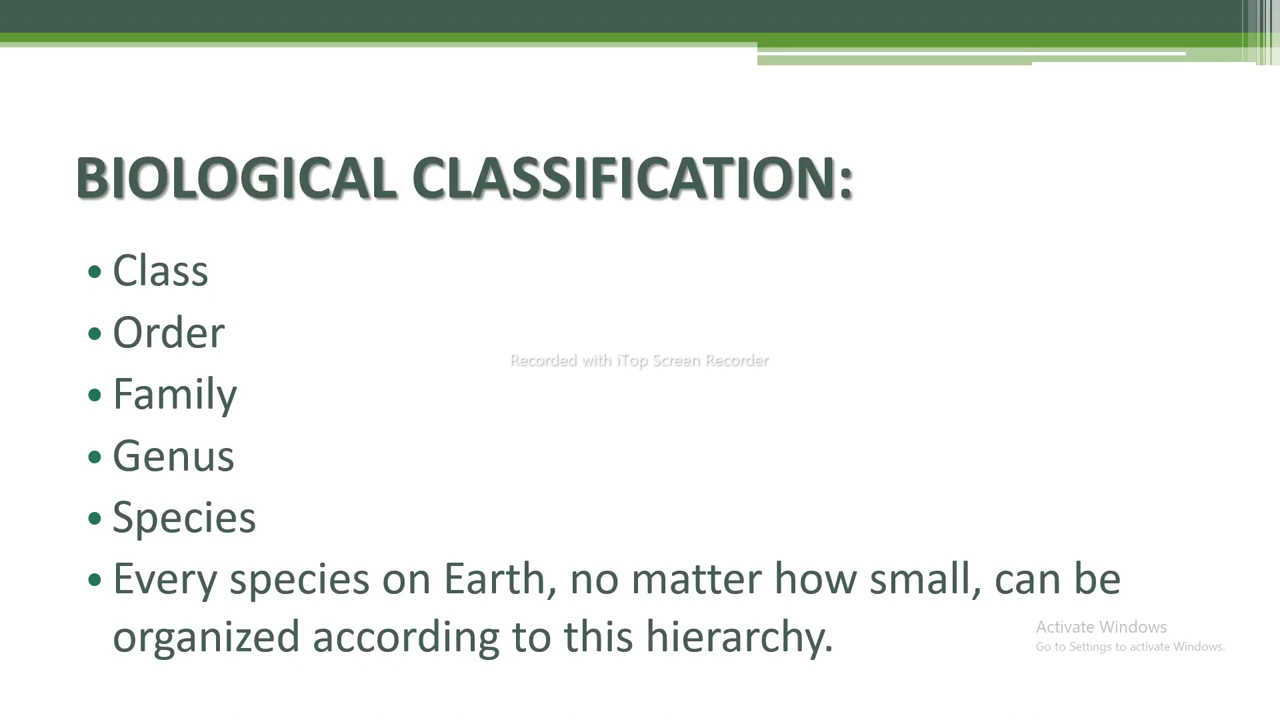 BIOLOGICAL CLASSIFICATION:
• Class
• Order
Recorded with iTop Screen Recorder
• Family
• Genus
• Species
• Every species on Earth, no matter how small, can be
organized according to this hierarchy.
Activate Windows
Go to Settings to activate Windows.